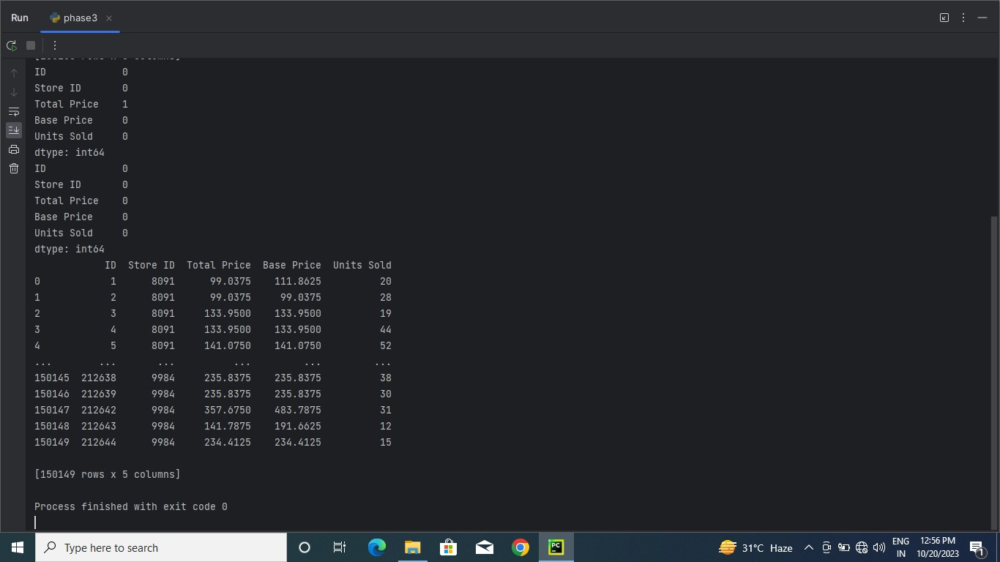 Run phase3
ID 0
Store ID 0
Total Price 1
Base Price 0
Units Sold 0
dtype: int64
ID 0
Store ID 0
Total Price 0
Base Price 0
Units Sold 0
dtype: int64
ID Store ID Total Price Base Price Units Sold
0 1 8091 99.0375 111.8625 20
1 2 8091 99.0375 99.0375 28
2 3 8091 133.9500 133.9500 19
3 4 8091 133.9500 133.9500 44
4 5 8091 141.0750 141.0750 52
... ... ... ... ... ...
150145 212638 9984 235.8375 235.8375 38
150146 212639 9984 235.8375 235.8375 30
150147 212642 9984 357.6750 483.7875 31
150148 212643 9984 141.7875 191.6625 12
150149 212644 9984 234.4125 234.4125 15
[150149 rows x 5 columns]
Process finished with exit code 0
Type here to search
PC
31°C Haze
ENG
IN
12:56 PM
10/20/2023
1